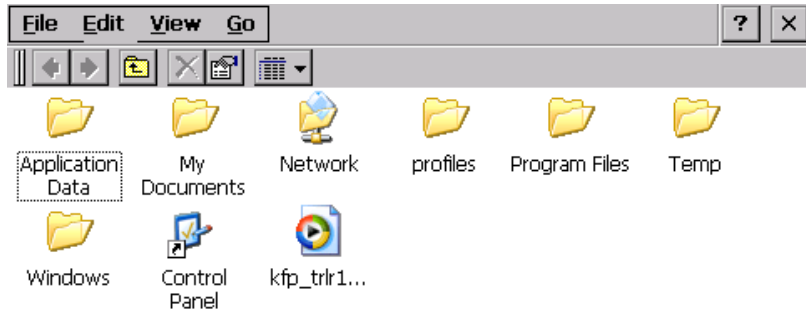 File Edit View Go ? ×
Application Data
My Documents
Network
profiles
Program Files
Temp
Windows
Control Panel
kfp_trlr1...